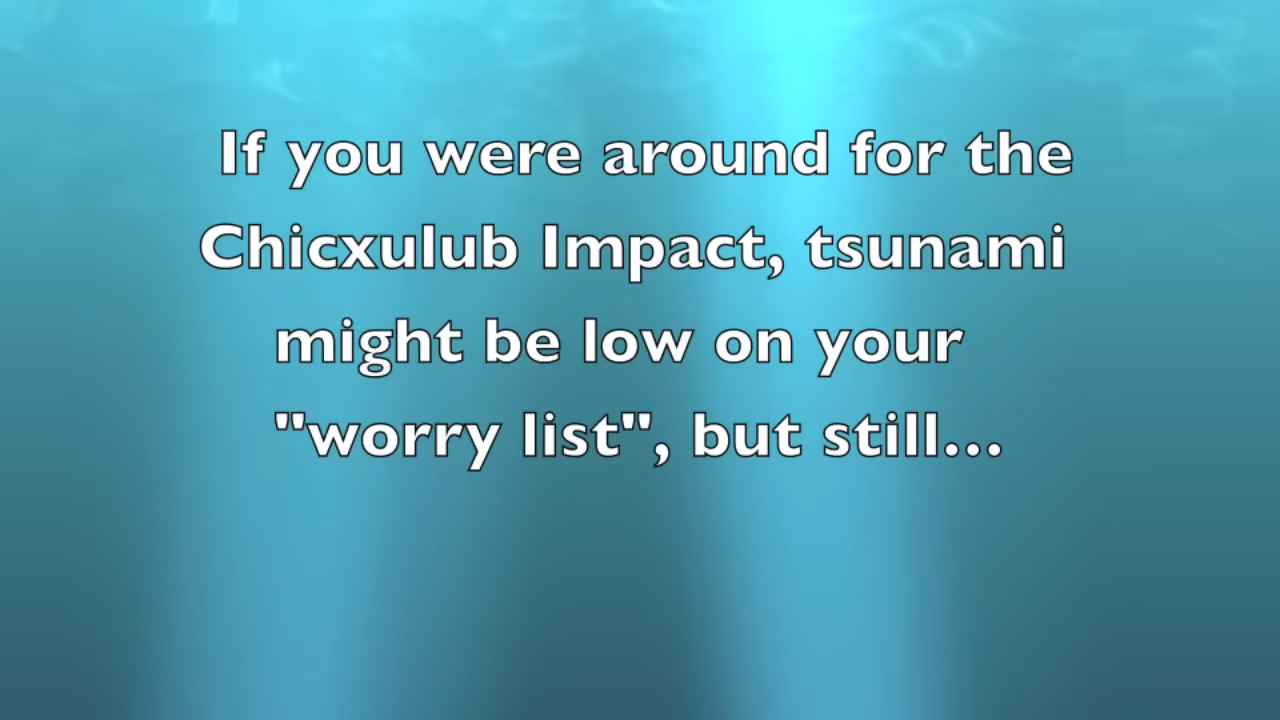 If you were around for the
Chicxulub Impact, tsunami
might be low on your
"worry list", but still...